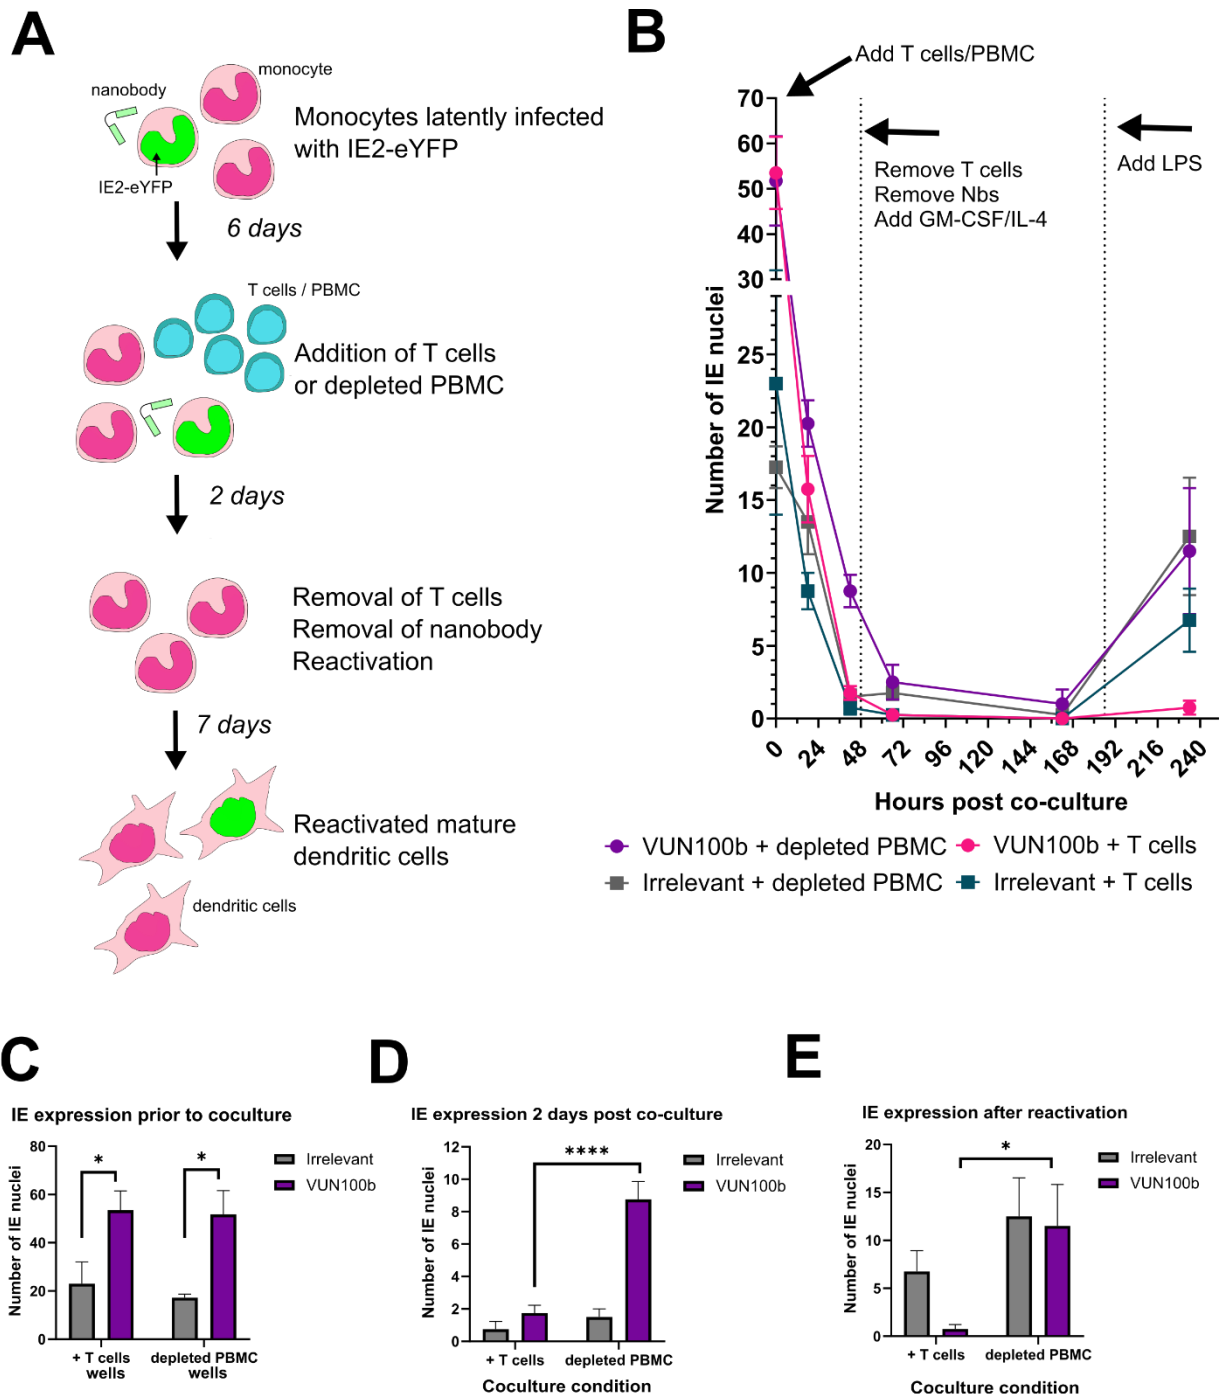 A
nanobody
monocyte
IE2-eYFP
Monocytes latently infected
with IE2-eYFP
6 days
T cells / PBMC
Addition of T cells
or depleted PBMC
2 days
Removal of T cells
Removal of nanobody
Reactivation
7 days
Reactivated mature
dendritic cells
dendritic cells
B
Add T cells/PBMC
Remove T cells
Remove Nbs
Add GM-CSF/IL-4
Add LPS
Number of IE nuclei
70
60
50
40
30
25
20
15
10
5
0
0 24 48 72 96 120 144 168 192 216 240
Hours post co-culture
VUN100b + depleted PBMC
VUN100b + T cells
Irrelevant + depleted PBMC
Irrelevant + T cells
C
IE expression prior to coculture
Number of IE nuclei
80
60
40
20
0
* *
Irrelevant
VUN100b
+ T cells
wells
depleted PBMC
wells
D
IE expression 2 days post co-culture
Number of IE nuclei
12
10
8
6
4
2
0
****
Irrelevant
VUN100b
+ T cells depleted PBMC
Coculture condition
E
IE expression after reactivation
Number of IE nuclei
20
15
10
5
0
*
Irrelevant
VUN100b
+ T cells depleted PBMC
Coculture condition